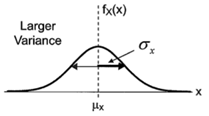 Larger
Variance
fX(x)
σx
x
μx